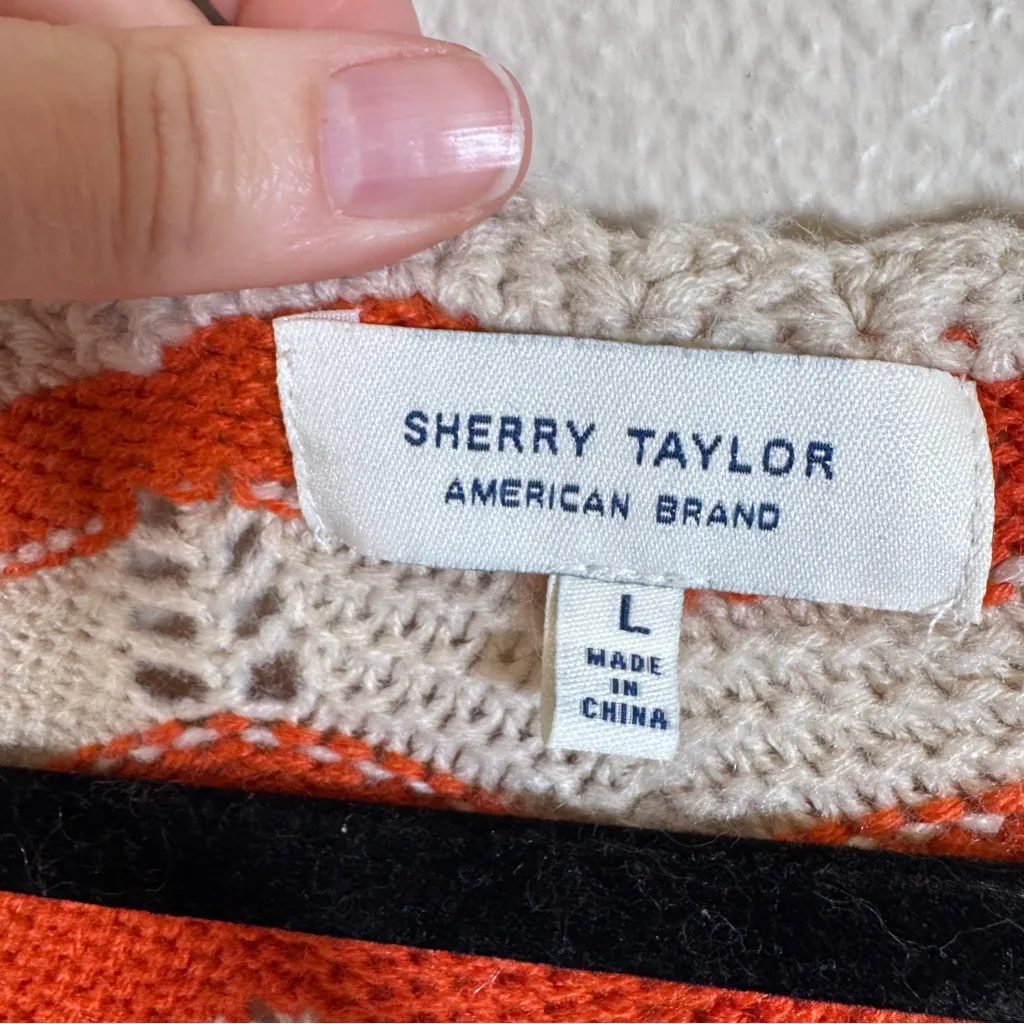 SHERRY TAYLOR
AMERICAN BRAND
L
MADE
IN
CHINA